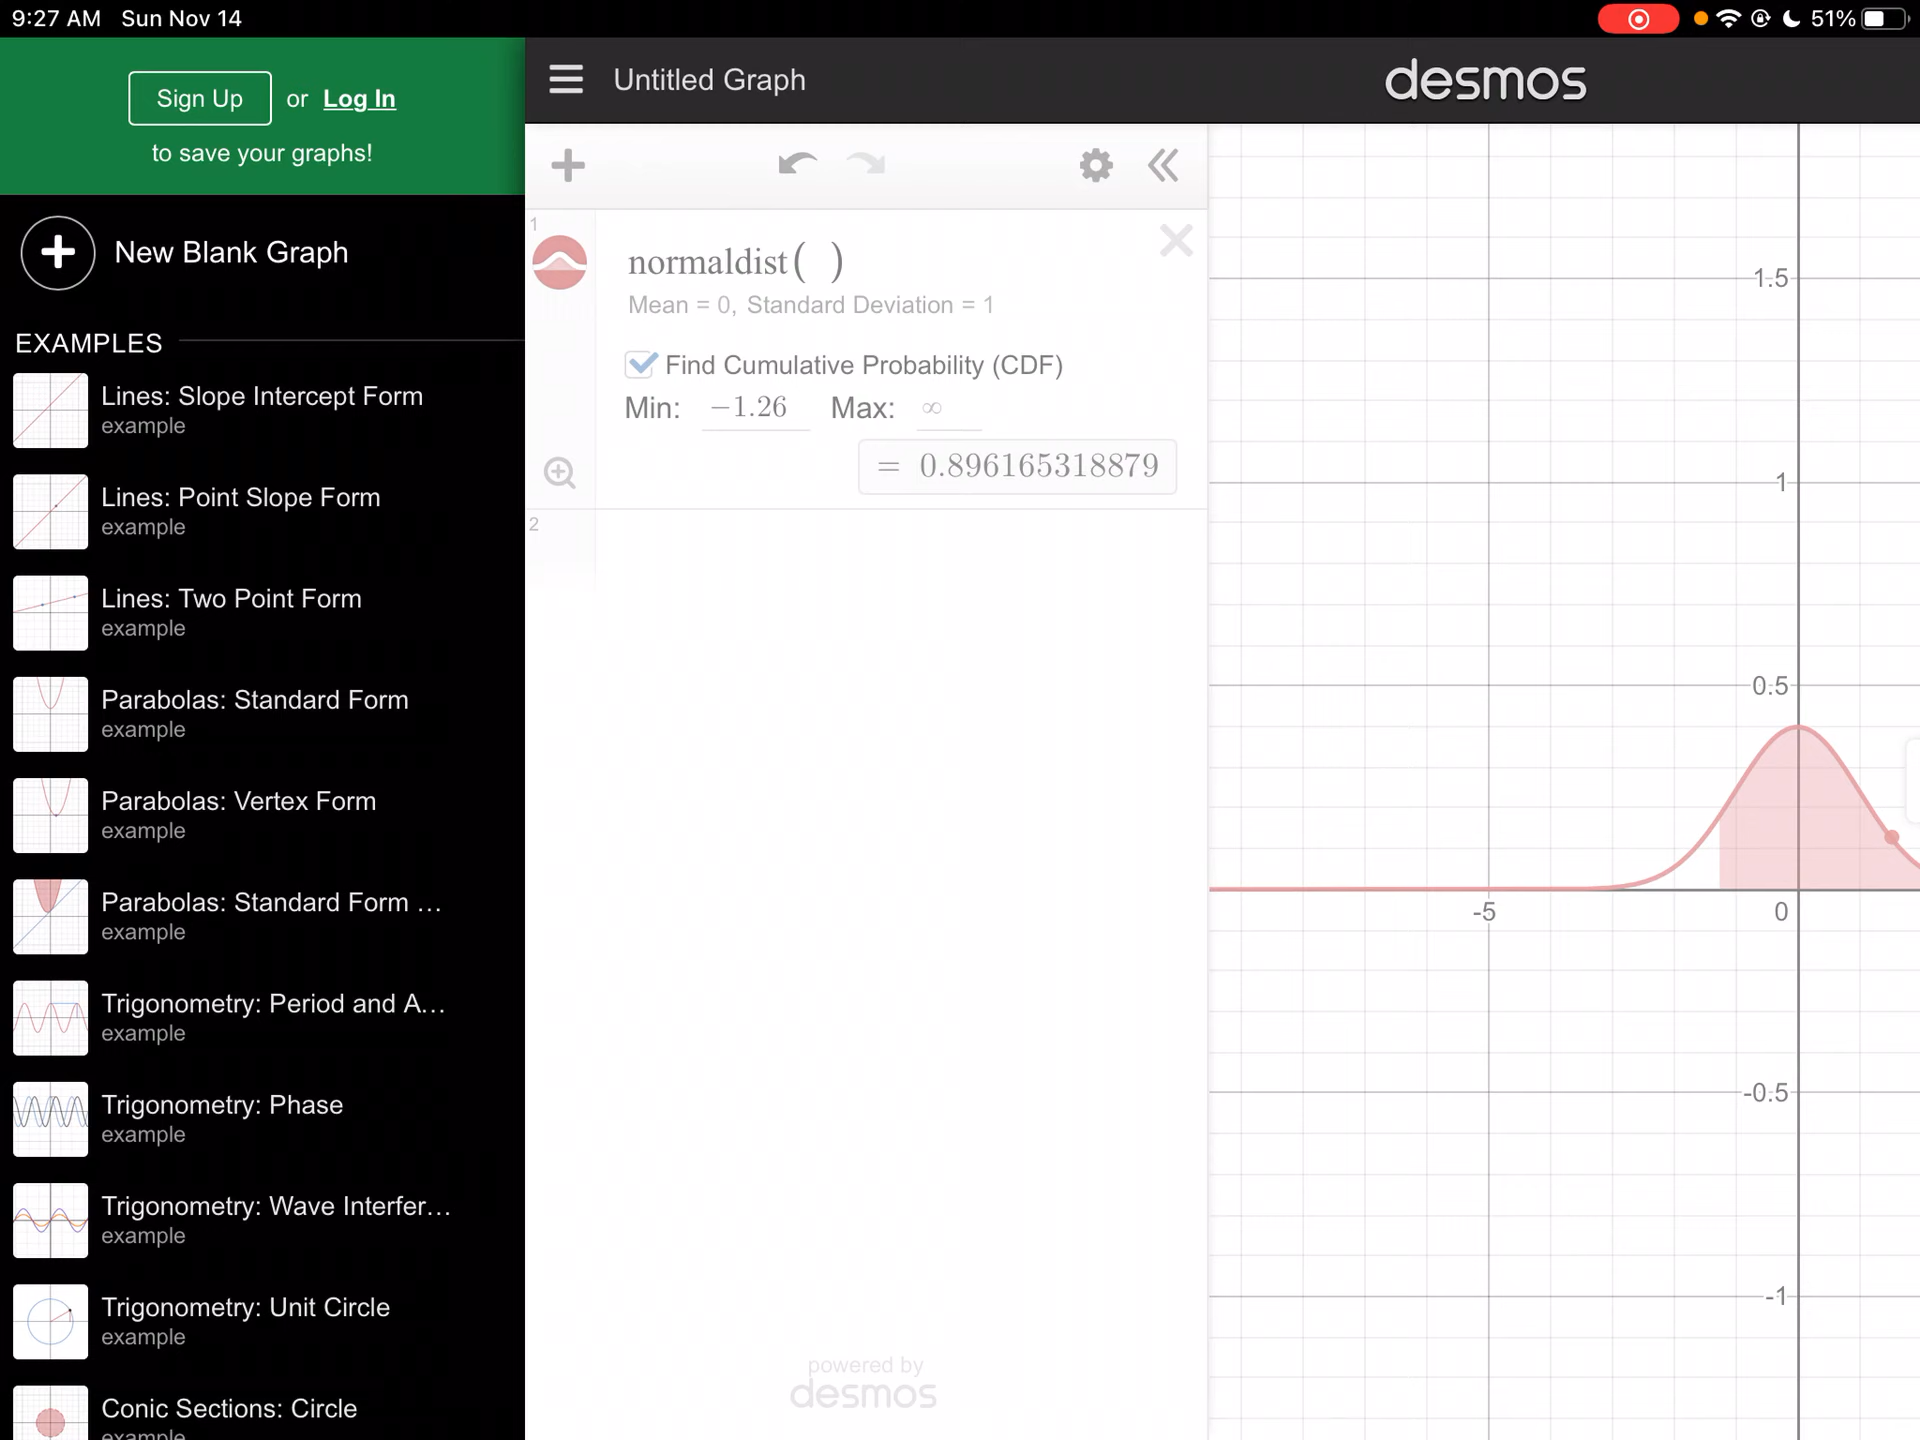 9:27 AM Sun Nov 14
51%
Sign Up or Log In
to save your graphs!
New Blank Graph
EXAMPLES
Lines: Slope Intercept Form
example
Lines: Point Slope Form
example
Lines: Two Point Form
example
Parabolas: Standard Form
example
Parabolas: Vertex Form
example
Parabolas: Standard Form ...
example
Trigonometry: Period and A...
example
Trigonometry: Phase
example
Trigonometry: Wave Interfer...
example
Trigonometry: Unit Circle
example
Conic Sections: Circle
example
Untitled Graph
desmos
1
normaldist( )
Mean = 0, Standard Deviation = 1
Find Cumulative Probability (CDF)
Min: −1.26 Max: ∞
= 0.896165318879
2
powered by
desmos
1.5
1
0.5
-5
0
-0.5
-1